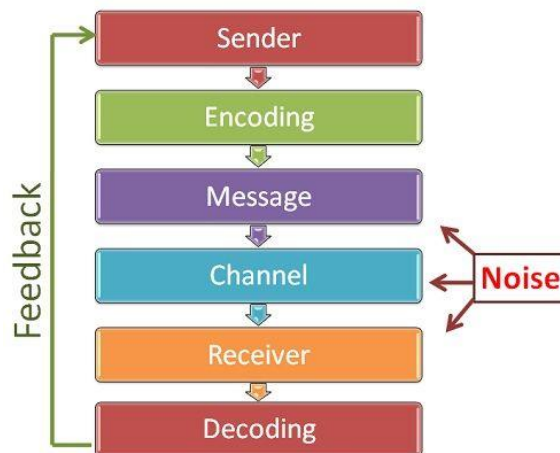 Sender
Encoding
Message
Channel
Receiver
Decoding
Feedback
Noise